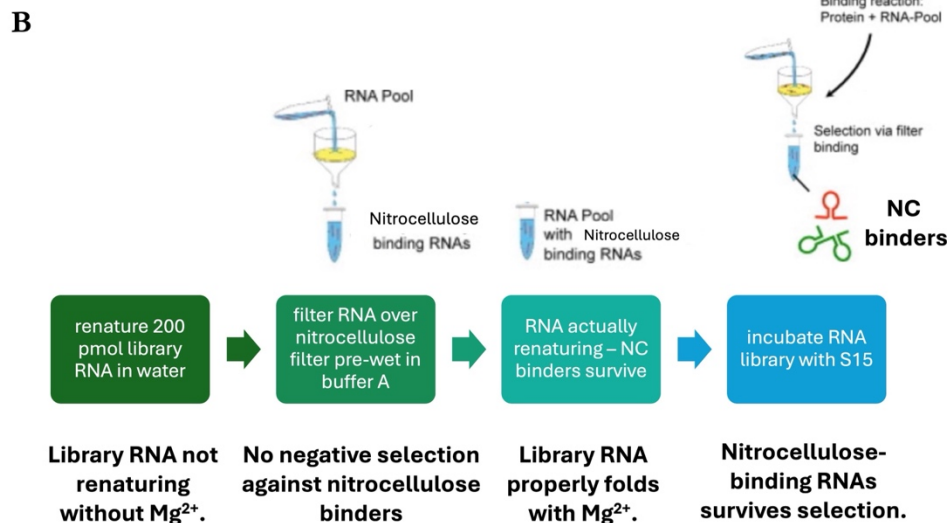 B
Binding reaction:
Protein + RNA-Pool
RNA Pool
Selection via filter
binding
Nitrocellulose
binding RNAs
RNA Pool
with Nitrocellulose
binding RNAs
NC
binders
renature 200
pmol library
RNA in water
filter RNA over
nitrocellulose
filter pre-wet in
buffer A
RNA actually
renaturing – NC
binders survive
incubate RNA
library with S15
Library RNA not
renaturing
without Mg²⁺.
No negative selection
against nitrocellulose
binders
Library RNA
properly folds
with Mg²⁺.
Nitrocellulose-
binding RNAs
survives selection.